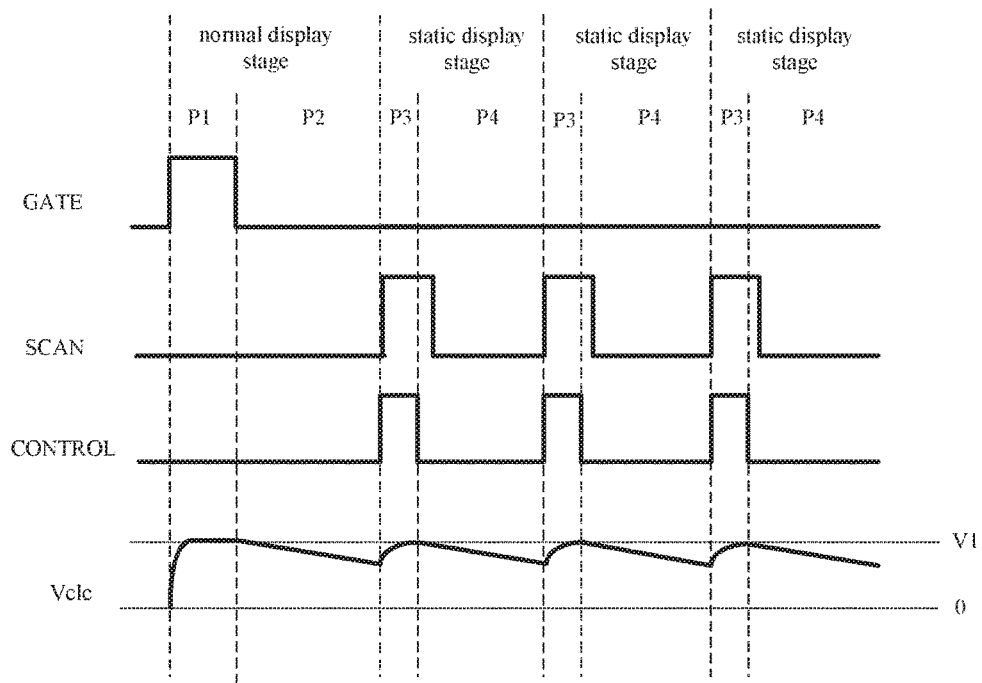 normal display stage
static display stage
static display stage
static display stage
P1 P2 P3 P4 P3 P4 P3 P4
GATE
SCAN
CONTROL
V1
Vclc
0